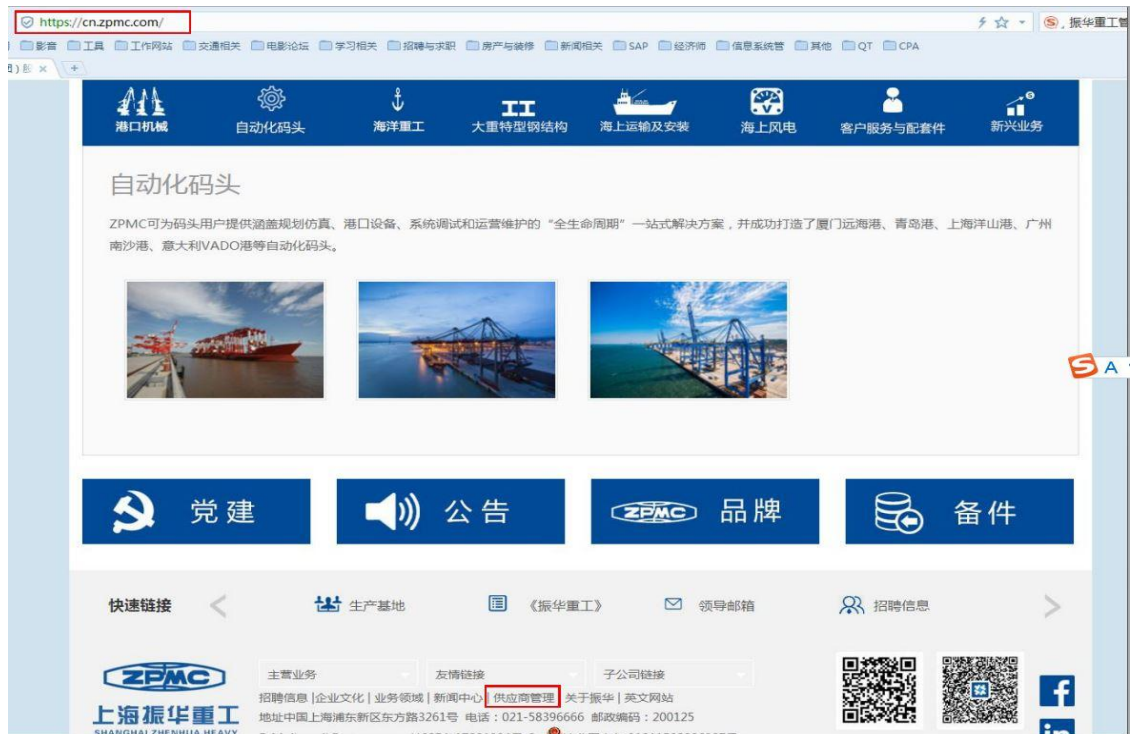 https://cn.zpmc.com/
振华重工管
影音 工具 工作网站 交通相关 电影论坛 学习相关 招聘与求职 房产与装修 新闻相关 SAP 经济师 信息系统管 其他 QT CPA
港口机械 自动化码头 海洋重工 大重特型钢结构 海上运输及安装 海上风电 客户服务与配套件 新兴业务
自动化码头
ZPMC可为码头用户提供涵盖规划仿真、港口设备、系统调试和运营维护的“全生命周期”一站式解决方案，并成功打造了厦门远海港、青岛港、上海洋山港、广州
南沙港、意大利VADO港等自动化码头。
S A
党建 公告 ZPMC 品牌 备件
快速链接 生产基地 《振华重工》 领导邮箱 招聘信息
ZPMC
上海振华重工
SHANGHAI ZHENHUA HEAVY
主营业务 友情链接 子公司链接
招聘信息 | 企业文化 | 业务领域 | 新闻中心 | 供应商管理 | 关于振华 | 英文网站
地址中国上海浦东新区东方路3261号 电话：021-58396666 邮政编码：200125
f
in